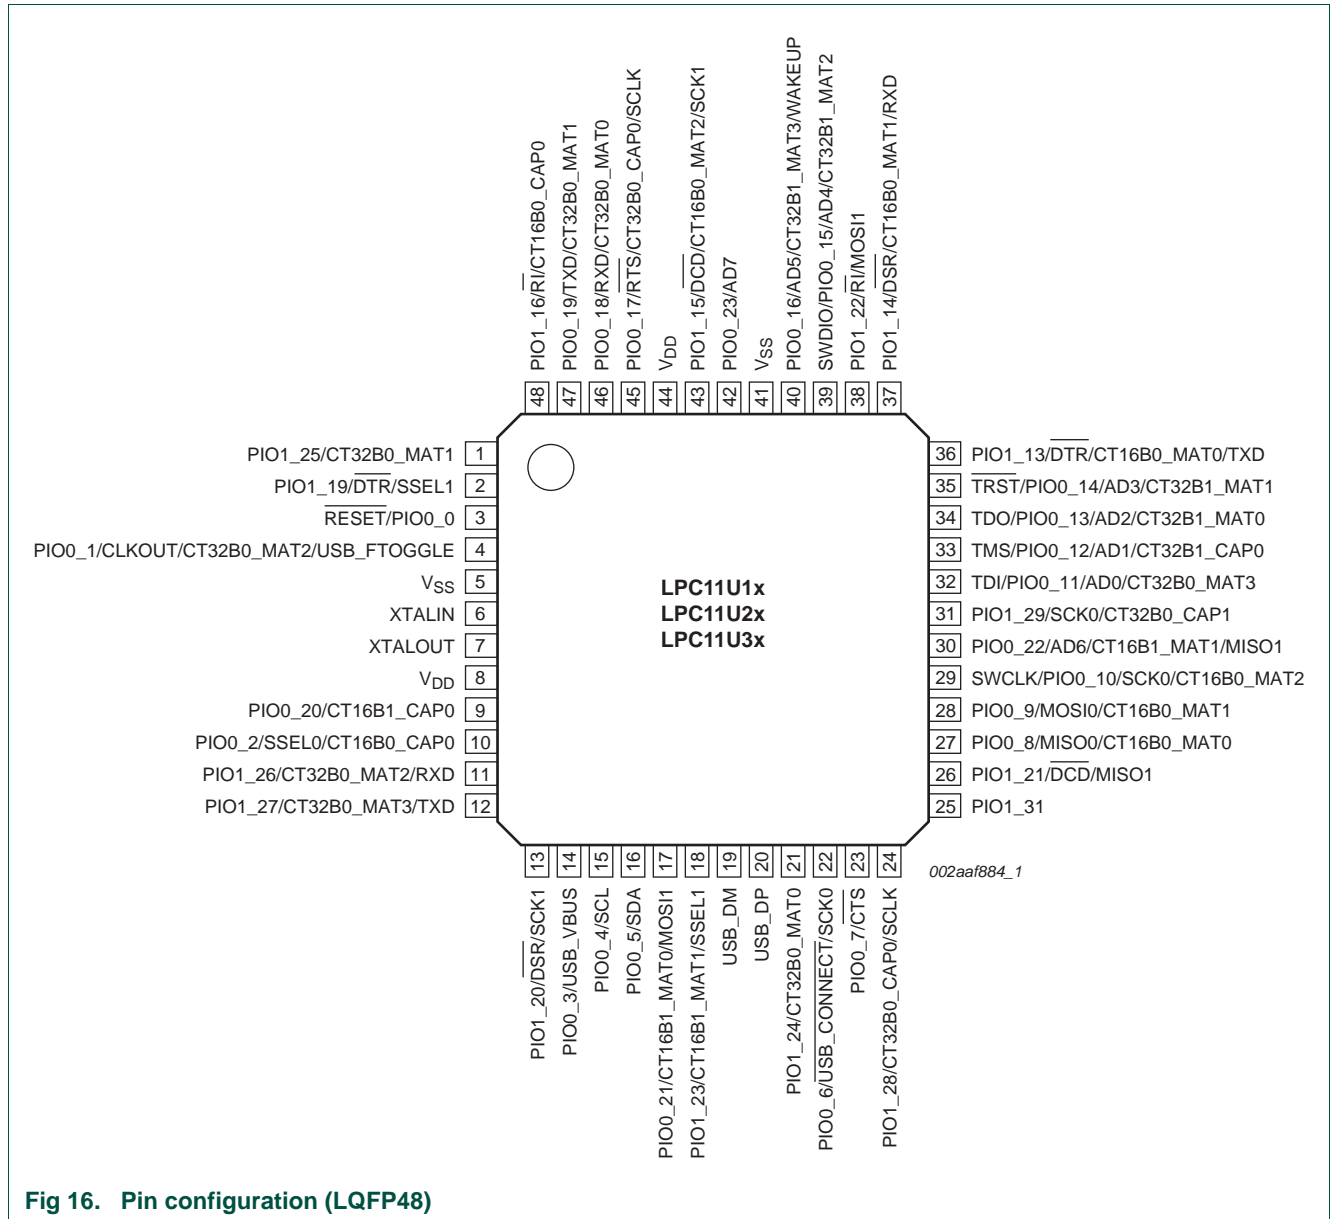 PIO1_16/RI/CT16B0_CAP0
PIO0_19/TXD/CT32B0_MAT1
PIO0_18/RXD/CT32B0_MAT0
PIO0_17/RTS/CT32B0_CAP0/SCLK
VDD
PIO1_15/DCD/CT16B0_MAT2/SCK1
PIO0_23/AD7
VSS
PIO0_16/AD5/CT32B1_MAT3/WAKEUP
SWDIO/PIO0_15/AD4/CT32B1_MAT2
PIO1_22/RI/MOSI1
PIO1_14/DSR/CT16B0_MAT1/RXD
48
47
46
45
44
43
42
41
40
39
38
37
PIO1_25/CT32B0_MAT1 1
PIO1_19/DTR/SSEL1 2
RESET/PIO0_0 3
PIO0_1/CLKOUT/CT32B0_MAT2/USB_FTOGGLE 4
VSS 5
XTALIN 6
XTALOUT 7
VDD 8
PIO0_20/CT16B1_CAP0 9
PIO0_2/SSEL0/CT16B0_CAP0 10
PIO1_26/CT32B0_MAT2/RXD 11
PIO1_27/CT32B0_MAT3/TXD 12
LPC11U1x
LPC11U2x
LPC11U3x
36 PIO1_13/DTR/CT16B0_MAT0/TXD
35 TRST/PIO0_14/AD3/CT32B1_MAT1
34 TDO/PIO0_13/AD2/CT32B1_MAT0
33 TMS/PIO0_12/AD1/CT32B1_CAP0
32 TDI/PIO0_11/AD0/CT32B0_MAT3
31 PIO1_29/SCK0/CT32B0_CAP1
30 PIO0_22/AD6/CT16B1_MAT1/MISO1
29 SWCLK/PIO0_10/SCK0/CT16B0_MAT2
28 PIO0_9/MOSI0/CT16B0_MAT1
27 PIO0_8/MISO0/CT16B0_MAT0
26 PIO1_21/DCD/MISO1
25 PIO1_31
13
14
15
16
17
18
19
20
21
22
23
24
002aaf884_1
PIO1_20/DSR/SCK1
PIO0_3/USB_VBUS
PIO0_4/SCL
PIO0_5/SDA
PIO0_21/CT16B1_MAT0/MOSI1
PIO1_23/CT16B1_MAT1/SSEL1
USB_DM
USB_DP
PIO1_24/CT32B0_MAT0
PIO0_6/USB_CONNECT/SCK0
PIO0_7/CTS
PIO1_28/CT32B0_CAP0/SCLK
Fig 16. Pin configuration (LQFP48)